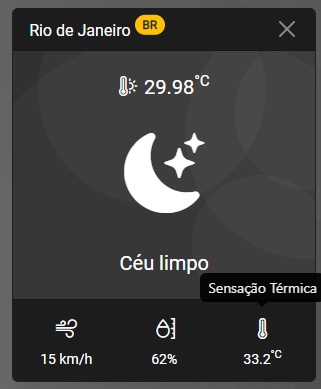 Rio de Janeiro BR
29.98°C
Céu limpo
Sensação Térmica
15 km/h 62% 33.2°C